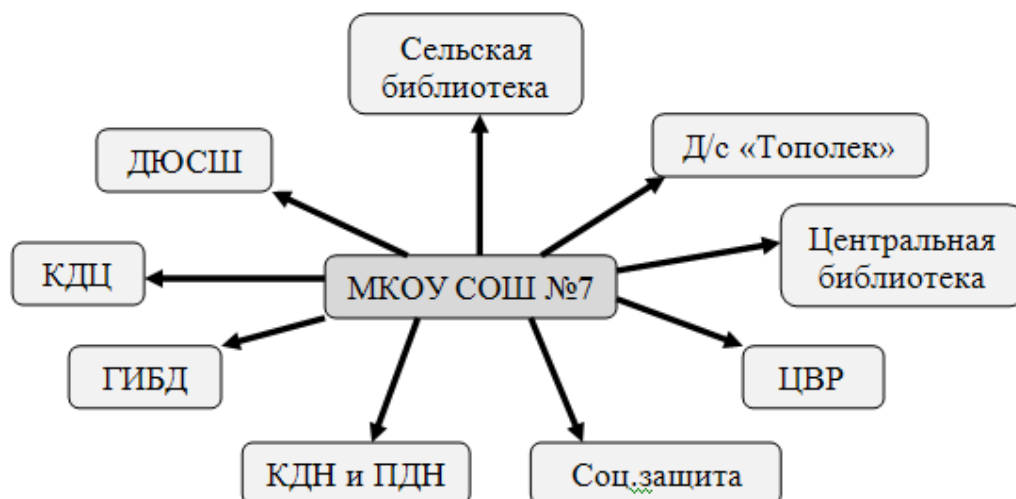 Сельская
библиотека
Д/с «Тополек»
ДЮСШ
Центральная
библиотека
КДЦ
МКОУ СОШ №7
ГИБД
ЦВР
КДН и ПДН
Соц.защита